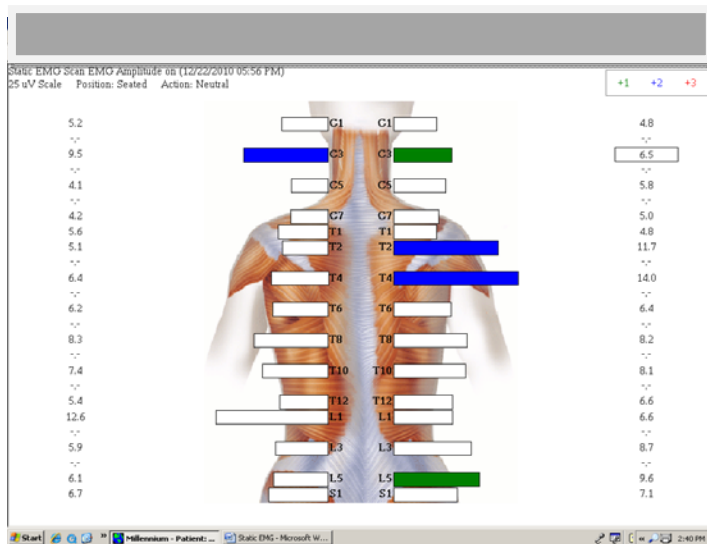 Static EMG Scan EMG Amplitude on (12/22/2010 05:56 PM)
25 uV Scale Position: Seated Action: Neutral
+1 +2 +3
5.2 C1 C1 4.8
-.- -.-
9.5 C3 C3 6.5
-.- -.-
4.1 C5 C5 5.8
-.- -.-
4.2 C7 C7 5.0
5.6 T1 T1 4.8
5.1 T2 T2 11.7
-.- -.-
6.4 T4 T4 14.0
-.- -.-
6.2 T6 T6 6.4
-.- -.-
8.3 T8 T8 8.2
-.- -.-
7.4 T10 T10 8.1
-.- -.-
5.4 T12 T12 6.6
12.6 L1 L1 6.6
-.- -.-
5.9 L3 L3 8.7
-.- -.-
6.1 L5 L5 9.6
6.7 S1 S1 7.1
Start » Millennium - Patient: ... Static EMG - Microsoft W... « 2:40 PM